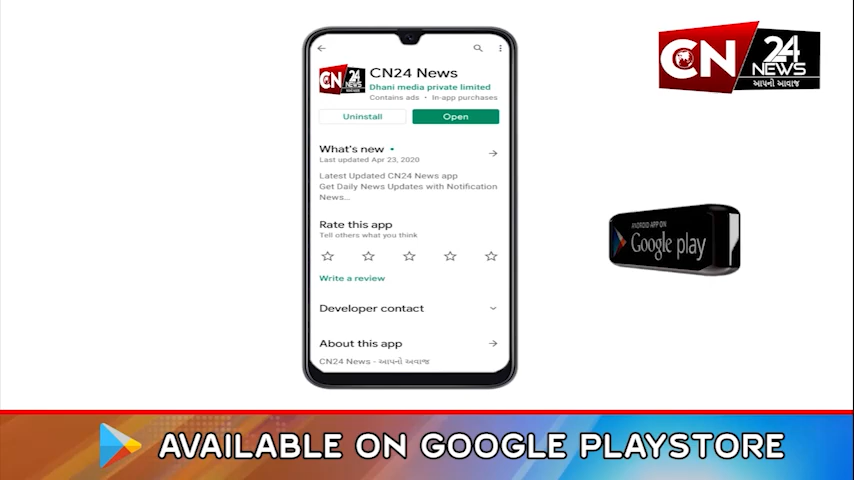 CN24 News
Dhani media private limited
Contains ads • In-app purchases
Uninstall
Open
What's new •
Last updated Apr 23, 2020
Latest Updated CN24 News app
Get Daily News Updates with Notification
News...
Rate this app
Tell others what you think
Write a review
Developer contact
About this app
CN24 News - આપનો અવાજ
CN 24 NEWS
આપનો અવાજ
ANDROID APP ON
Google play
AVAILABLE ON GOOGLE PLAYSTORE